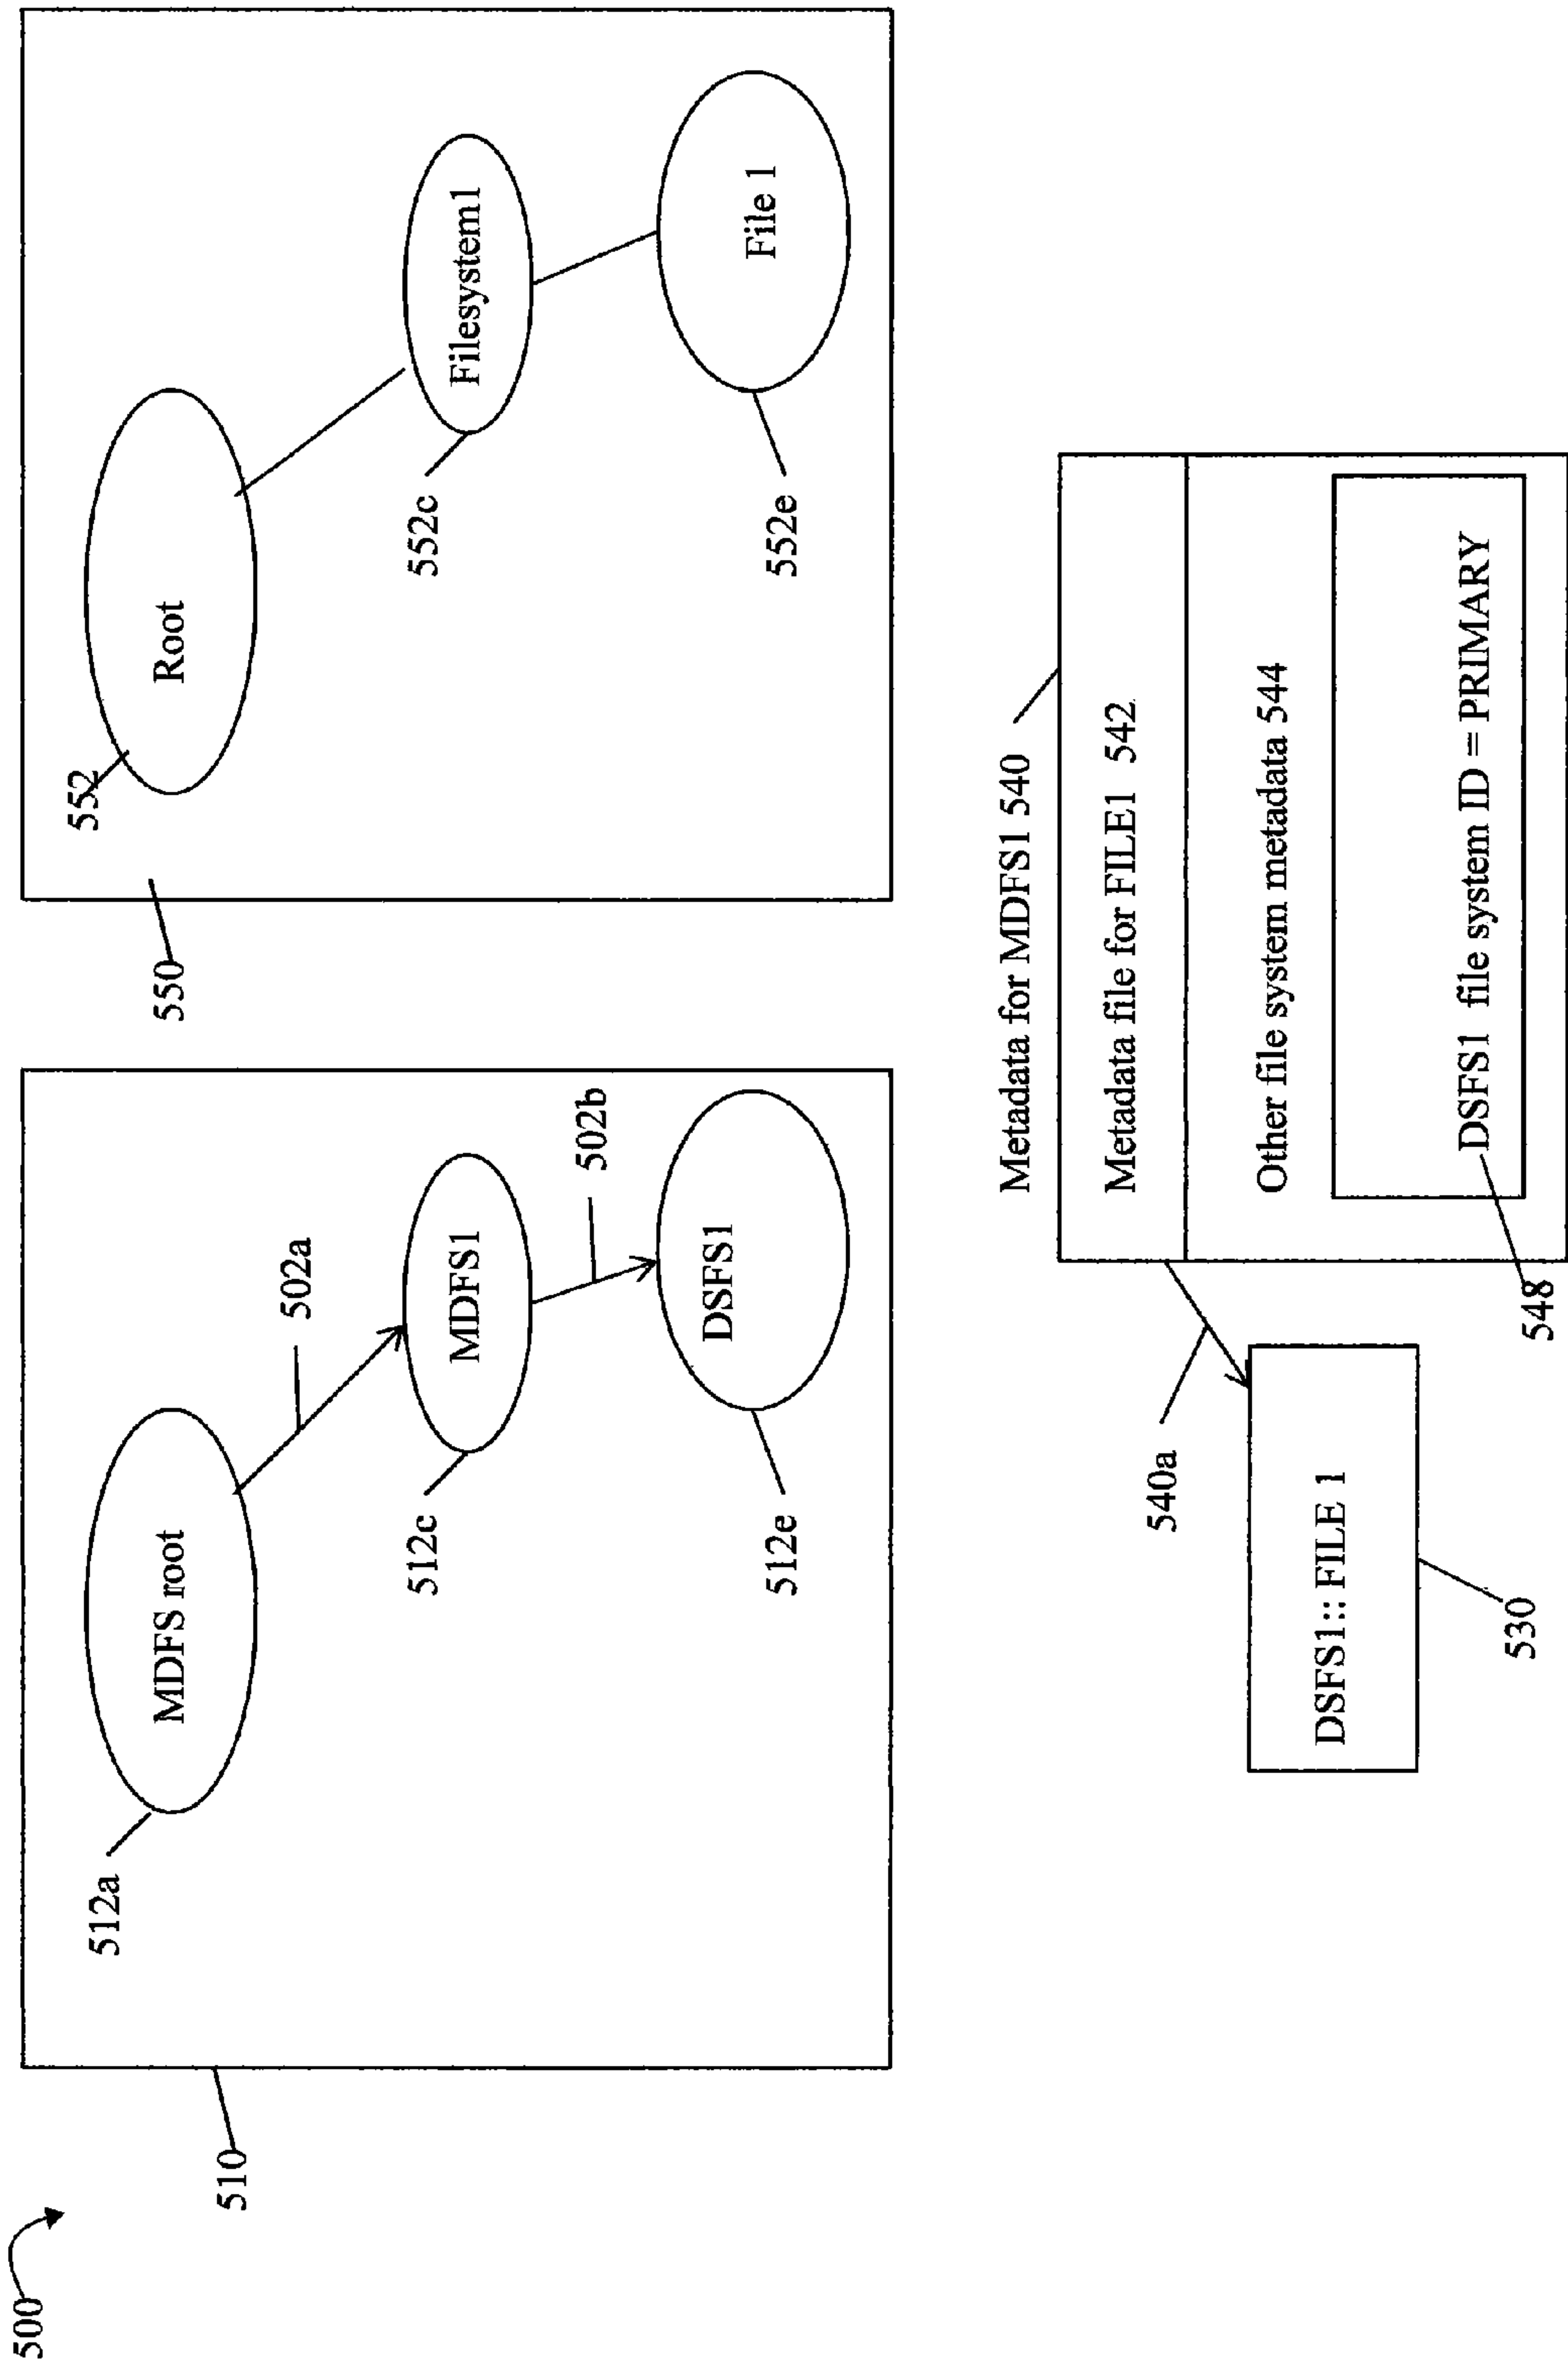 500
510
512a
MDFS root
502a
512c
MDFS1
502b
512e
DSFS1
550
552
Root
552c
Filesystem1
552e
File 1
Metadata for MDFS1 540
Metadata file for FILE1 542
Other file system metadata 544
DSFS1 file system ID = PRIMARY
548
540a
DSFS1:: FILE 1
530